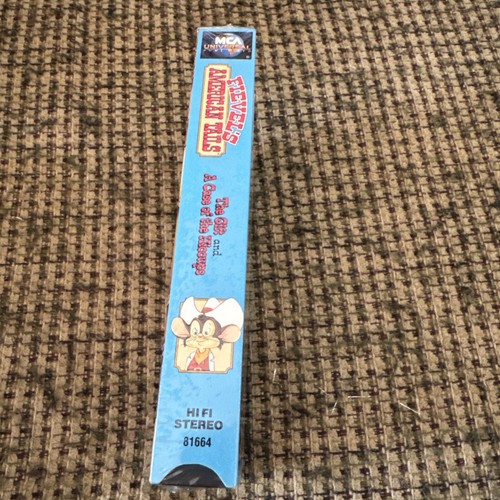 MCA
UNIVERSAL
FIEVEL'S
AMERICAN TAILS
The Gift and
A Case of the Hiccups
HI FI
STEREO
81664